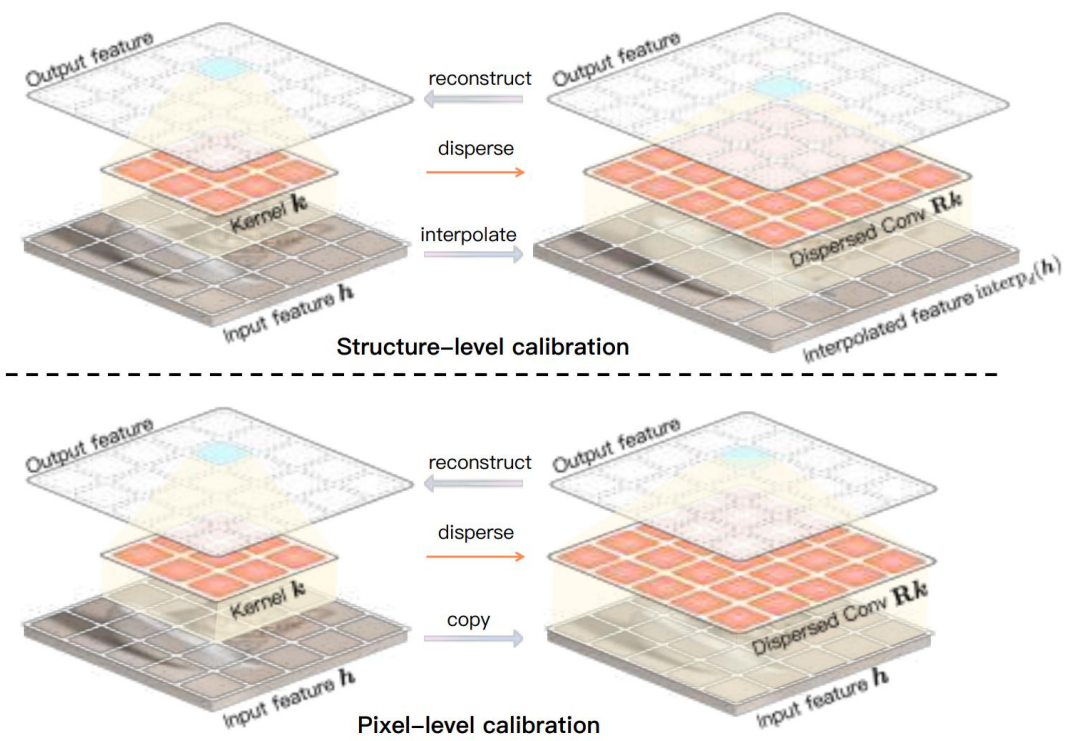 Output feature
reconstruct
Output feature
disperse
Kernel k
Dispersed Conv Rk
interpolate
Input feature h
Interpolated feature interp_d(h)
Structure-level calibration
Output feature
reconstruct
Output feature
disperse
Kernel k
Dispersed Conv Rk
copy
Input feature h
Input feature h
Pixel-level calibration